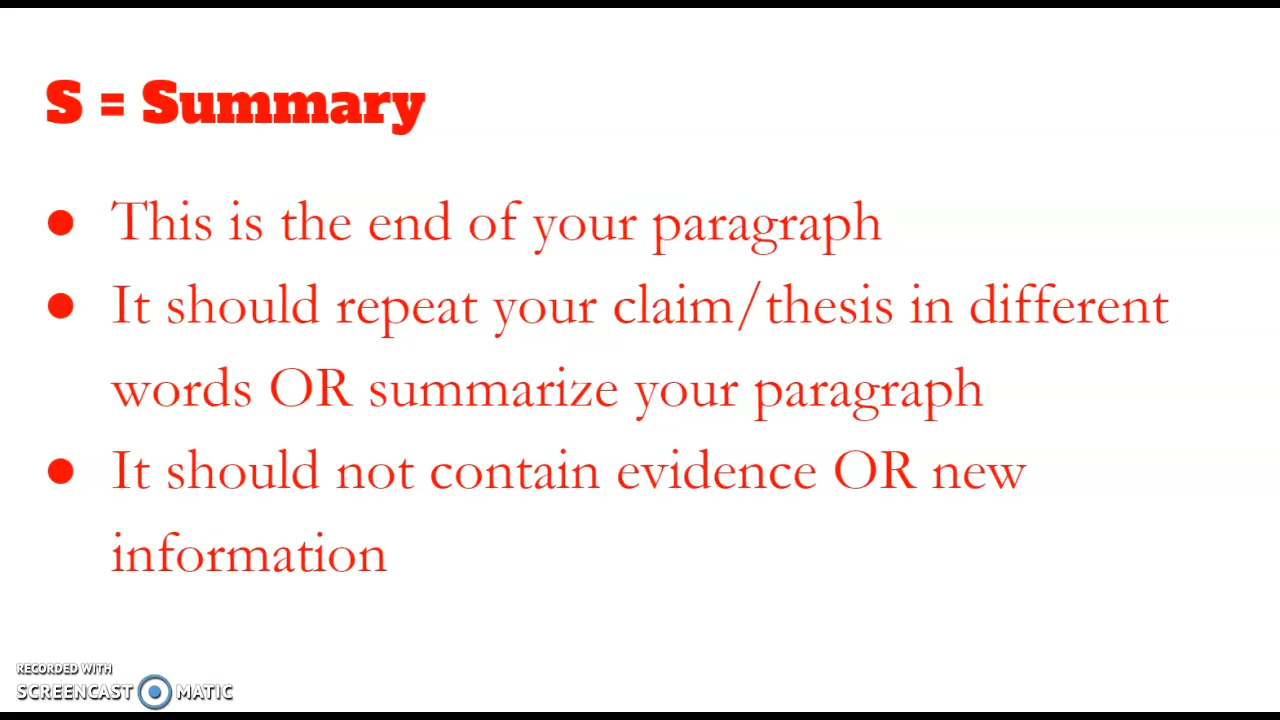 S = Summary
● This is the end of your paragraph
● It should repeat your claim/thesis in different
words OR summarize your paragraph
● It should not contain evidence OR new
information
RECORDED WITH
SCREENCAST MATIC